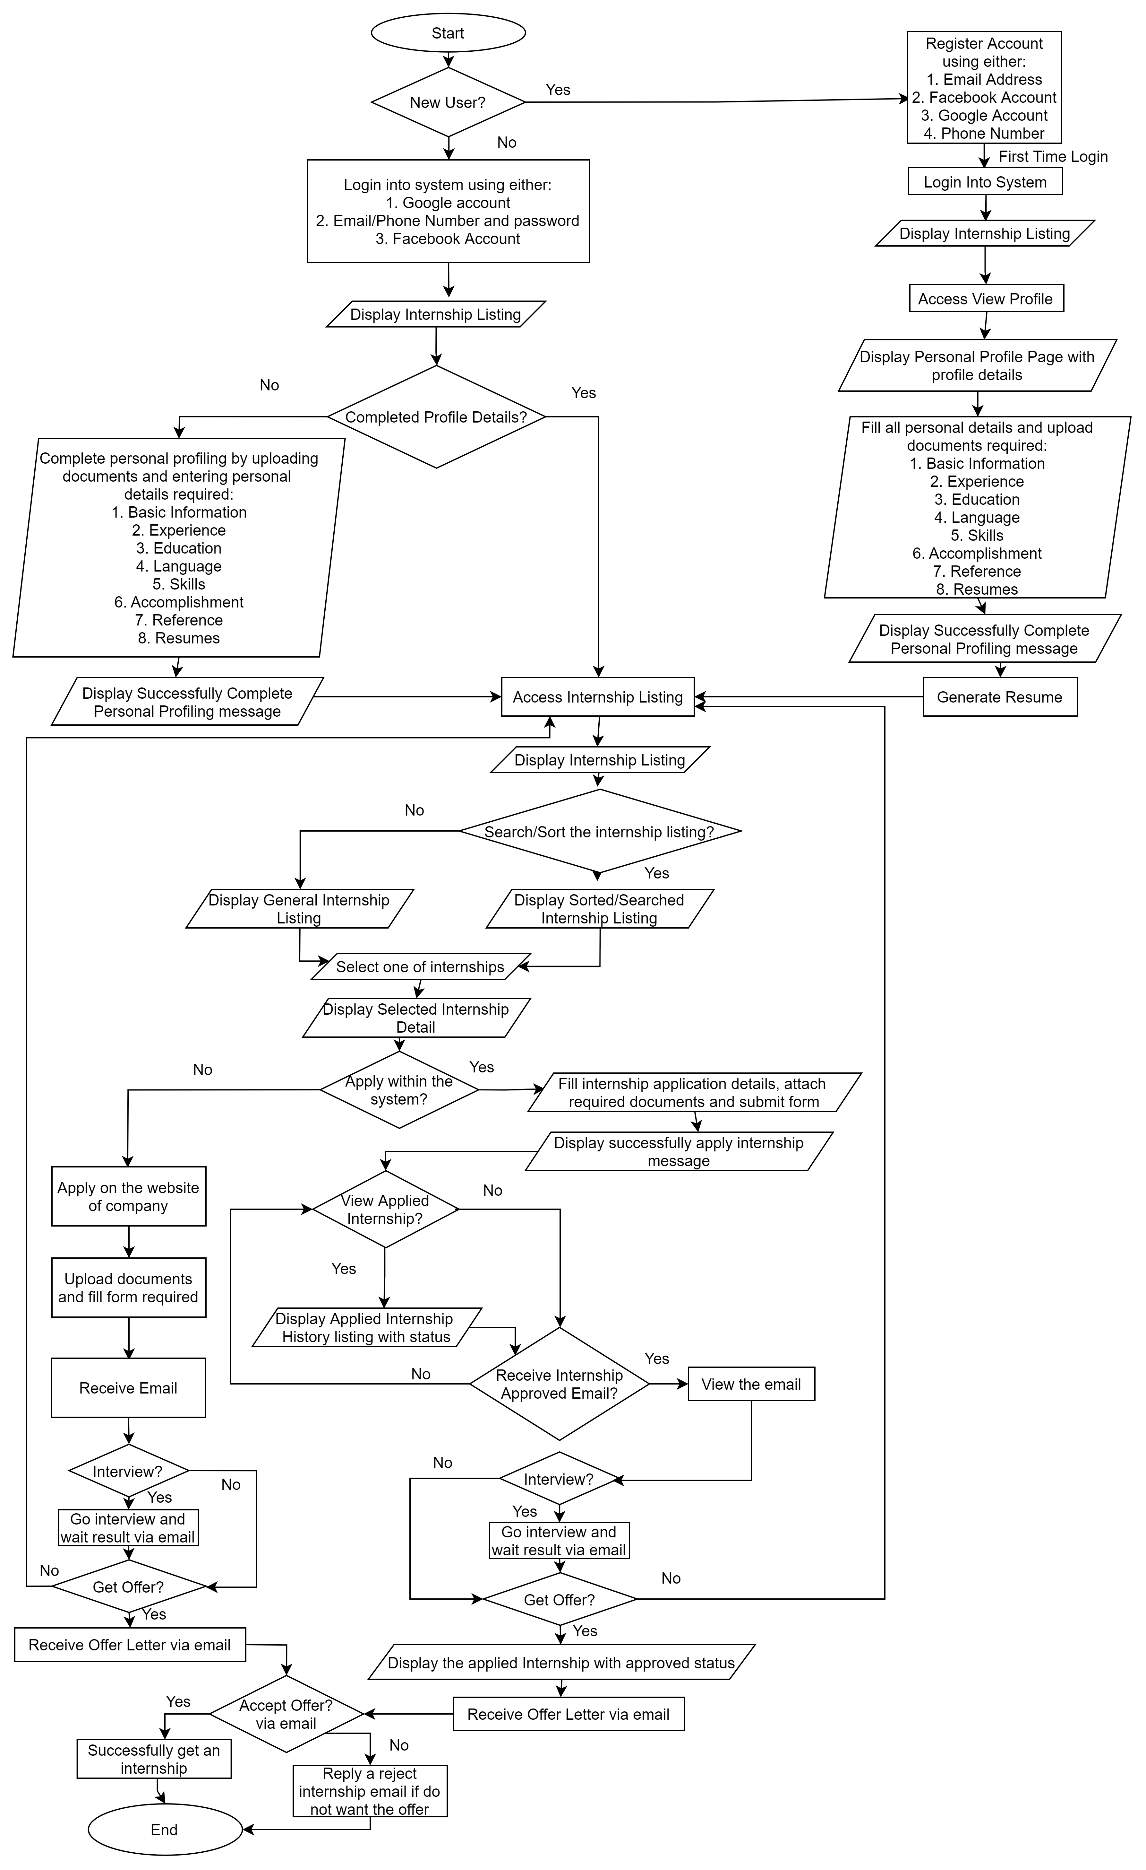 Start
New User?
Yes
No
Register Account
using either:
1. Email Address
2. Facebook Account
3. Google Account
4. Phone Number
First Time Login
Login Into System
Display Internship Listing
Access View Profile
Display Personal Profile Page with
profile details
Fill all personal details and upload
documents required:
1. Basic Information
2. Experience
3. Education
4. Language
5. Skills
6. Accomplishment
7. Reference
8. Resumes
Display Successfully Complete
Personal Profiling message
Generate Resume
Login into system using either:
1. Google account
2. Email/Phone Number and password
3. Facebook Account
Display Internship Listing
Completed Profile Details?
No
Yes
Complete personal profiling by uploading
documents and entering personal
details required:
1. Basic Information
2. Experience
3. Education
4. Language
5. Skills
6. Accomplishment
7. Reference
8. Resumes
Display Successfully Complete
Personal Profiling message
Access Internship Listing
Display Internship Listing
Search/Sort the internship listing?
No
Yes
Display General Internship
Listing
Display Sorted/Searched
Internship Listing
Select one of internships
Display Selected Internship
Detail
Apply within the
system?
No
Yes
Fill internship application details, attach
required documents and submit form
Display successfully apply internship
message
Apply on the website
of company
Upload documents
and fill form required
Receive Email
Interview?
No
Yes
Go interview and
wait result via email
Get Offer?
No
Yes
Receive Offer Letter via email
View Applied
Internship?
No
Yes
Display Applied Internship
History listing with status
Receive Internship
Approved Email?
No
Yes
View the email
Interview?
No
Yes
Go interview and
wait result via email
Get Offer?
No
Yes
Display the applied Internship with approved status
Receive Offer Letter via email
Accept Offer?
via email
Yes
No
Successfully get an
internship
Reply a reject
internship email if do
not want the offer
End